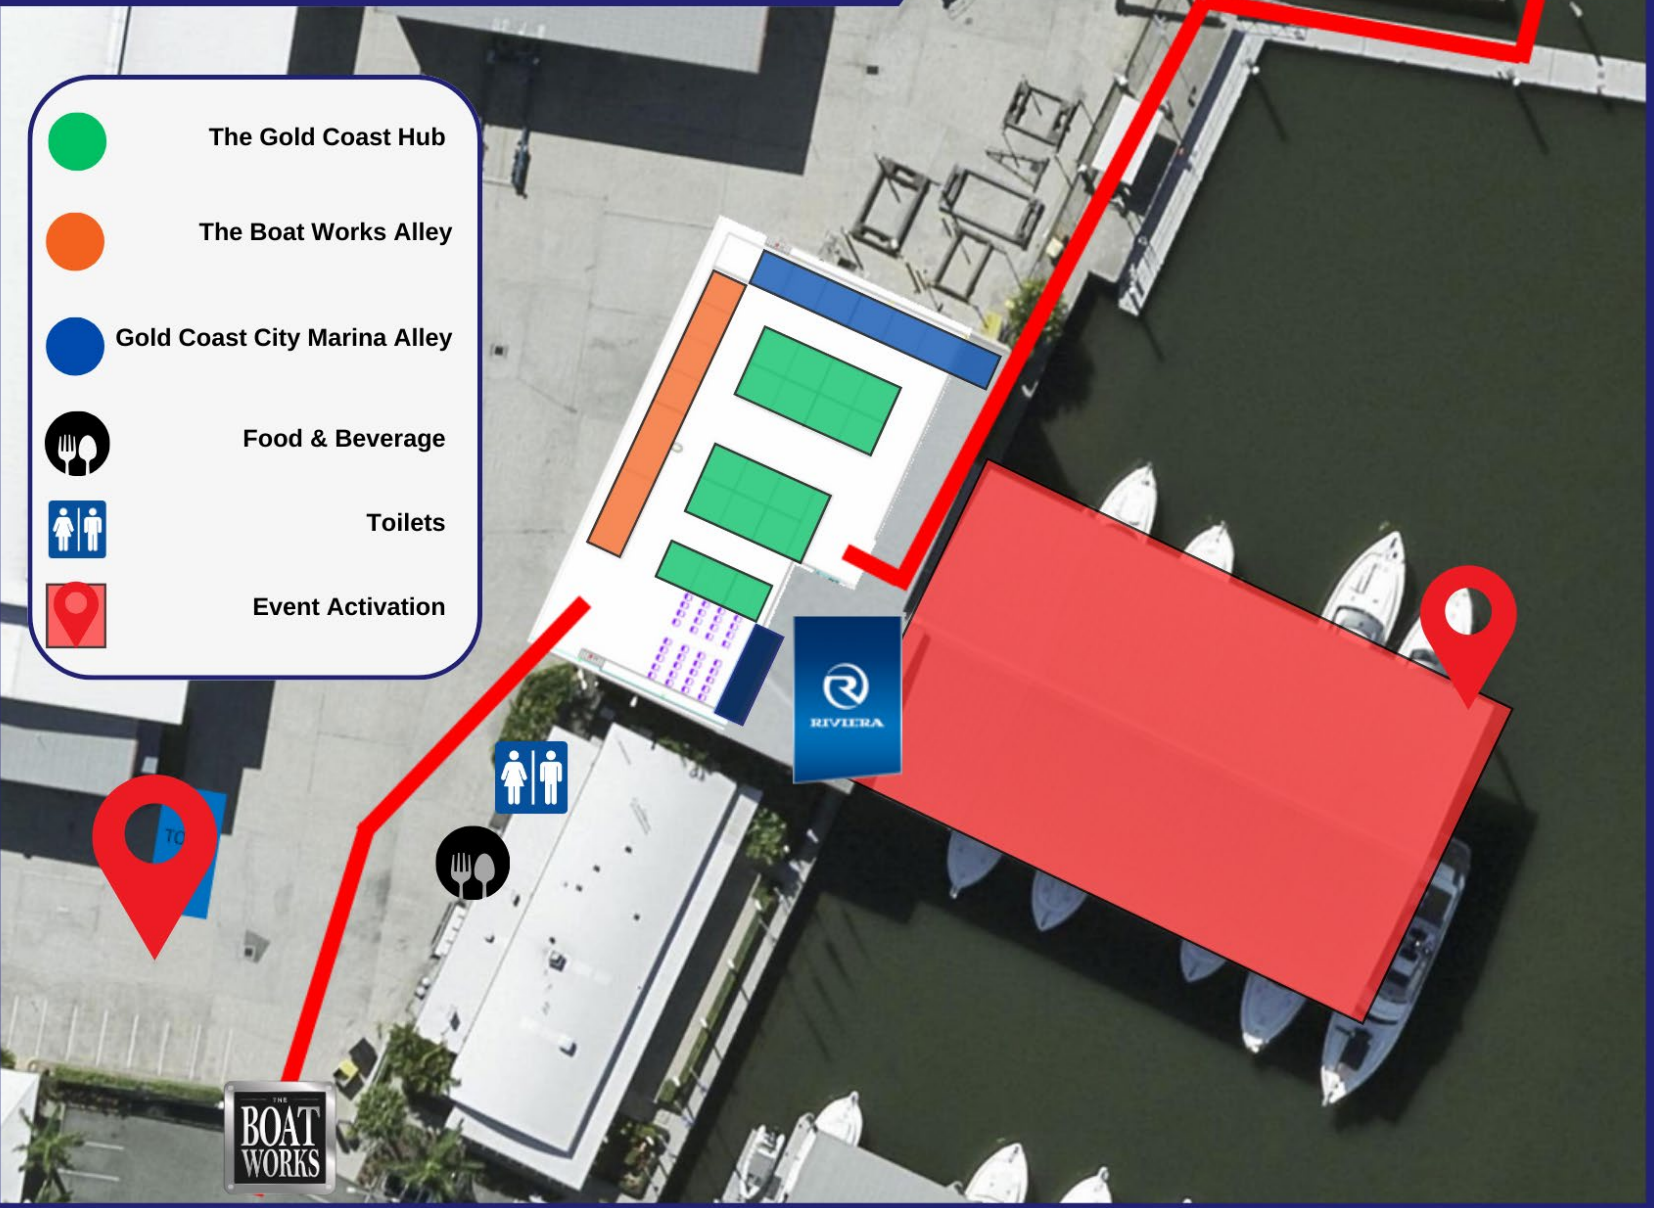 The Gold Coast Hub
The Boat Works Alley
Gold Coast City Marina Alley
Food & Beverage
Toilets
Event Activation
RIVIERA
TO
THE
BOAT
WORKS